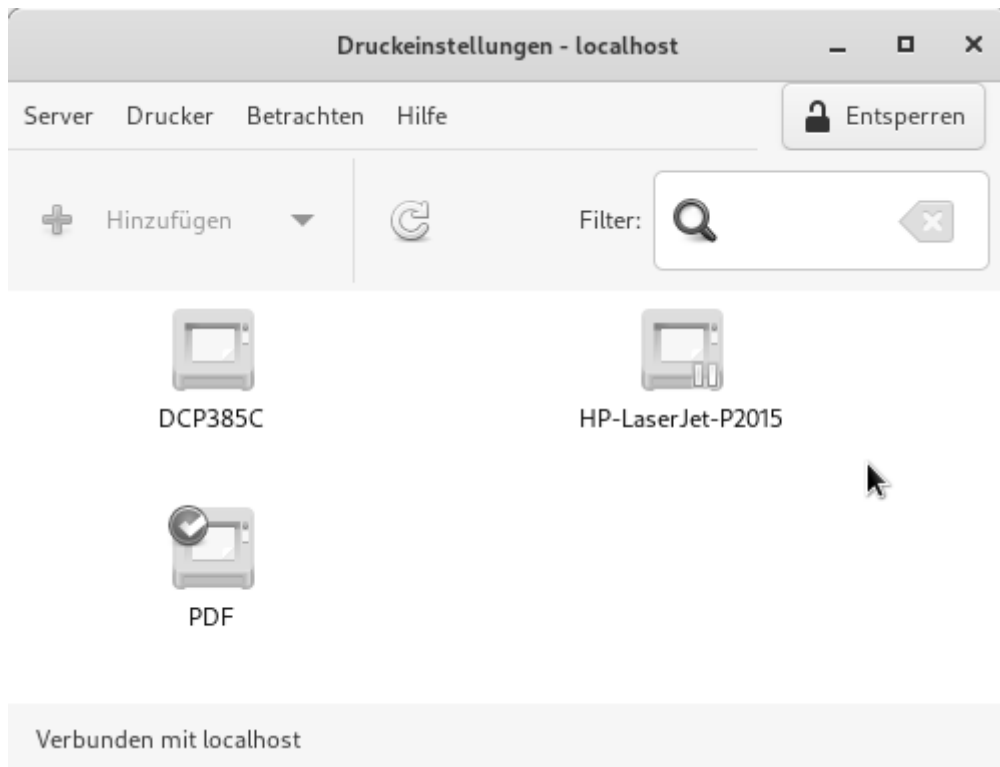 Druckeinstellungen - localhost
Server Drucker Betrachten Hilfe Entsperren
Hinzufügen Filter:
DCP385C HP-LaserJet-P2015
PDF
Verbunden mit localhost